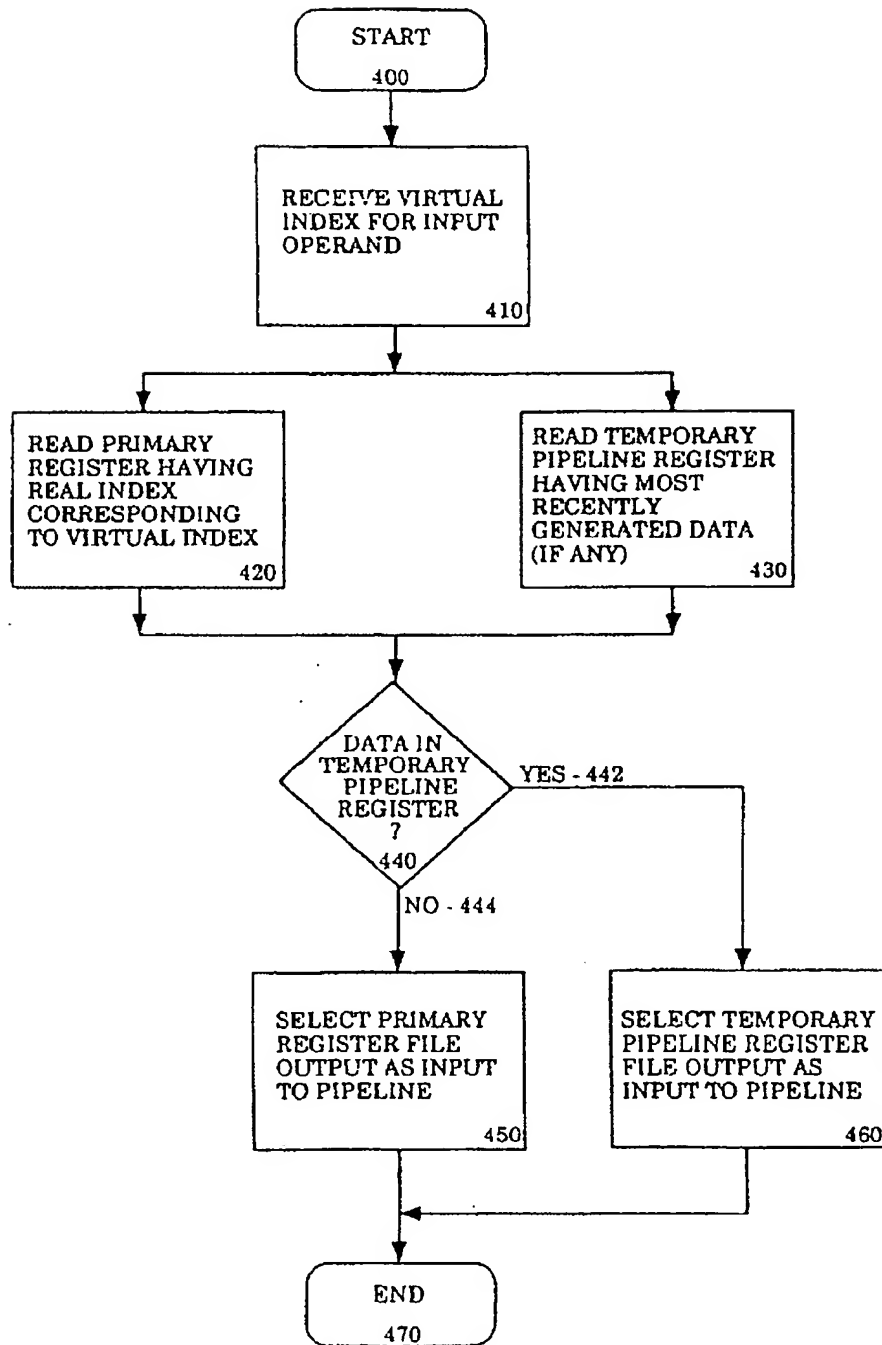 START
400
RECEIVE VIRTUAL
INDEX FOR INPUT
OPERAND
410
READ PRIMARY
REGISTER HAVING
REAL INDEX
CORRESPONDING
TO VIRTUAL INDEX
420
READ TEMPORARY
PIPELINE REGISTER
HAVING MOST
RECENTLY
GENERATED DATA
(IF ANY)
430
DATA IN
TEMPORARY
PIPELINE
REGISTER
?
440
YES - 442
NO - 444
SELECT PRIMARY
REGISTER FILE
OUTPUT AS INPUT
TO PIPELINE
450
SELECT TEMPORARY
PIPELINE REGISTER
FILE OUTPUT AS
INPUT TO PIPELINE
460
END
470